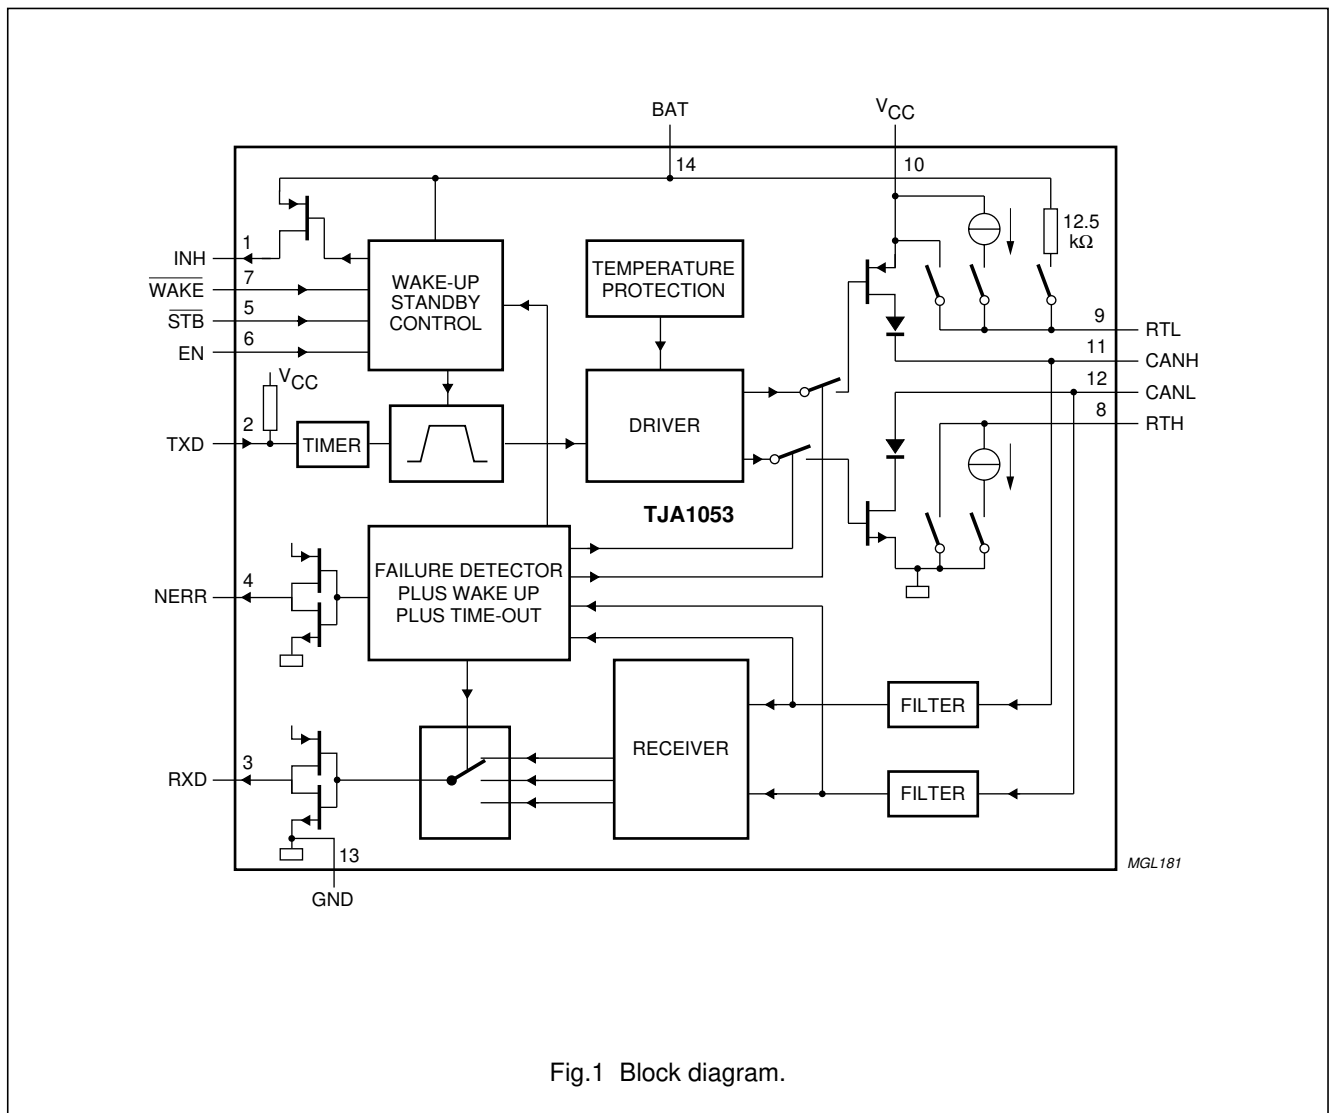 BAT
VCC
14
10
1
INH
7
WAKE
5
STB
6
EN
WAKE-UP
STANDBY
CONTROL
TEMPERATURE
PROTECTION
12.5
kΩ
9
RTL
11
CANH
12
CANL
8
RTH
VCC
2
TXD
TIMER
DRIVER
TJA1053
4
NERR
FAILURE DETECTOR
PLUS WAKE UP
PLUS TIME-OUT
FILTER
RECEIVER
3
RXD
FILTER
13
GND
MGL181
Fig.1 Block diagram.